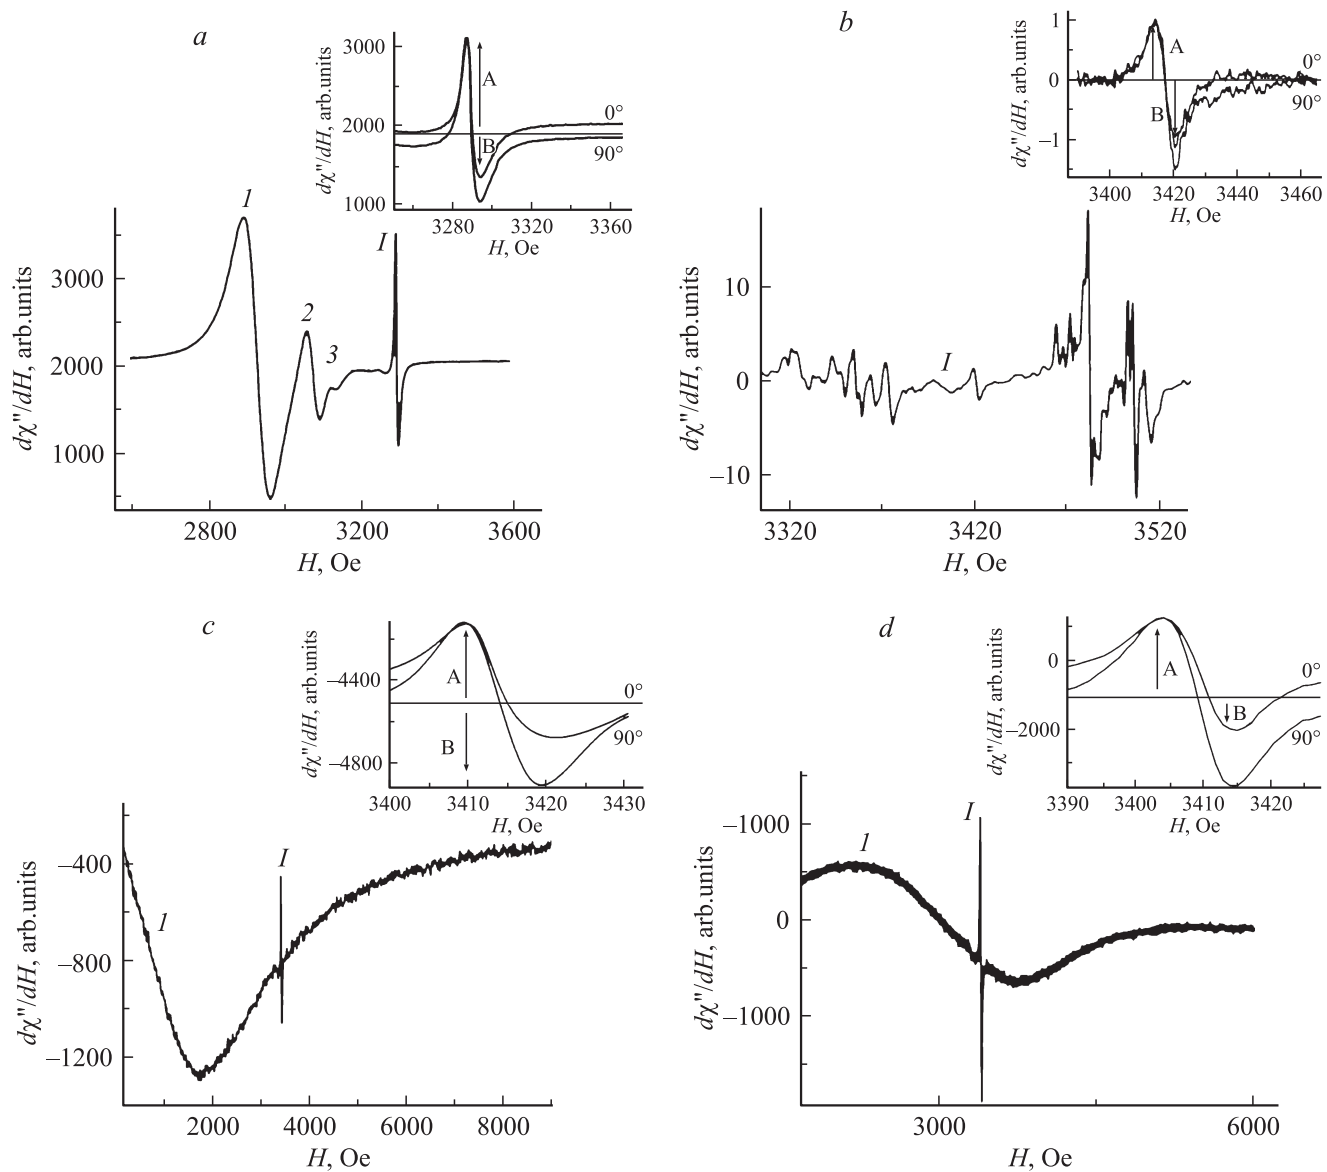 a
dχ"/dH, arb.units
3000
2000
1000
A
B
0°
90°
3280
3320
3360
H, Oe
dχ"/dH, arb.units
3000
2000
1000
1
2
3
I
2800
3200
3600
H, Oe
b
dχ"/dH, arb.units
1
0
–1
A
B
0°
90°
3400
3420
3440
3460
H, Oe
dχ"/dH, arb.units
10
0
–10
I
3320
3420
3520
H, Oe
c
dχ"/dH, arb.units
–4400
–4800
A
B
0°
90°
3400
3410
3420
3430
H, Oe
dχ"/dH, arb.units
–400
–800
–1200
1
I
2000
4000
6000
8000
H, Oe
d
dχ"/dH, arb.units
0
–2000
A
B
0°
90°
3390
3400
3410
3420
H, Oe
dχ"/dH, arb.units
–1000
0
–1000
1
I
3000
6000
H, Oe